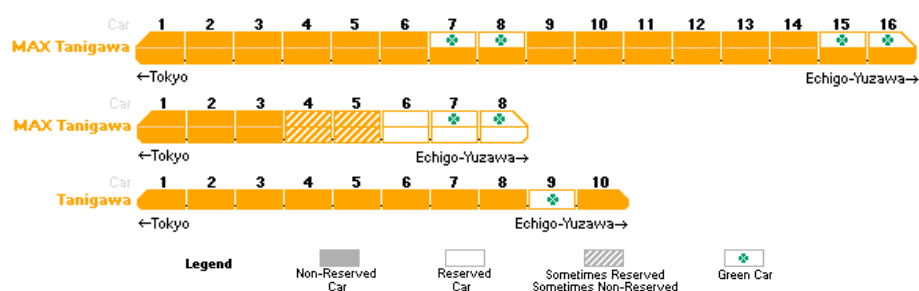 Car 1 2 3 4 5 6 7 8 9 10 11 12 13 14 15 16
MAX Tanigawa
←Tokyo Echigo-Yuzawa→
Car 1 2 3 4 5 6 7 8
MAX Tanigawa
←Tokyo Echigo-Yuzawa→
Car 1 2 3 4 5 6 7 8 9 10
Tanigawa
←Tokyo Echigo-Yuzawa→
Legend
Non-Reserved
Car
Reserved
Car
Sometimes Reserved
Sometimes Non-Reserved
Green Car